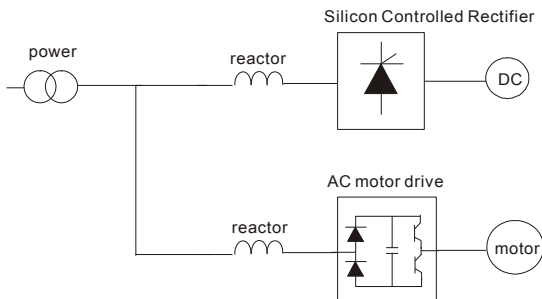 Silicon Controlled Rectifier
power
reactor
DC
AC motor drive
reactor
motor